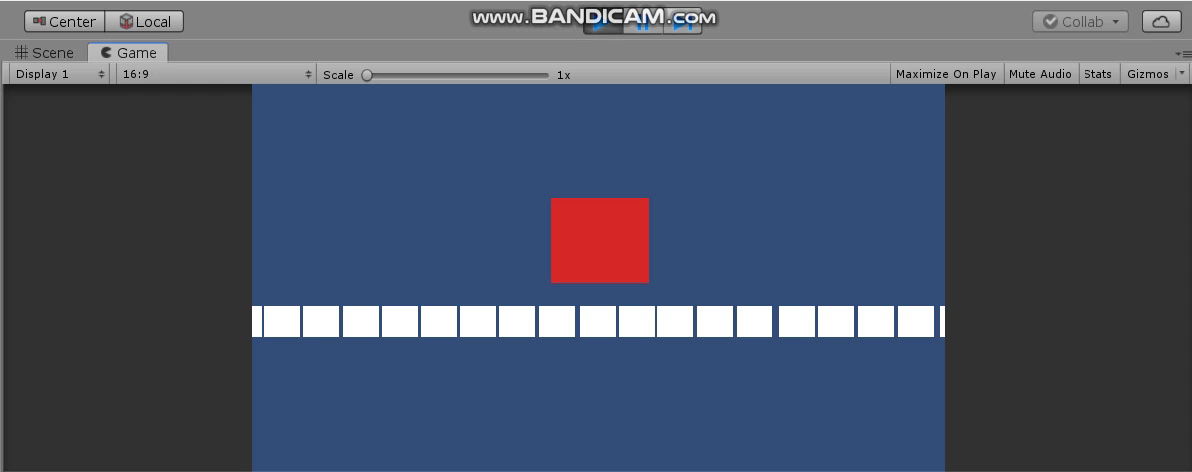 Center Local www.BANDICAM.com Collab
Scene Game
Display 1 16:9 Scale 1x Maximize On Play Mute Audio Stats Gizmos